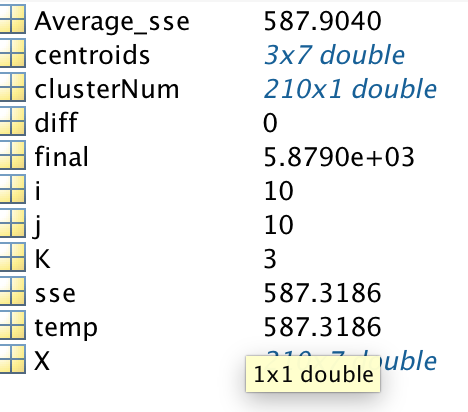 Average_sse 587.9040
centroids 3x7 double
clusterNum 210x1 double
diff 0
final 5.8790e+03
i 10
j 10
K 3
sse 587.3186
temp 587.3186
X double
1x1 double